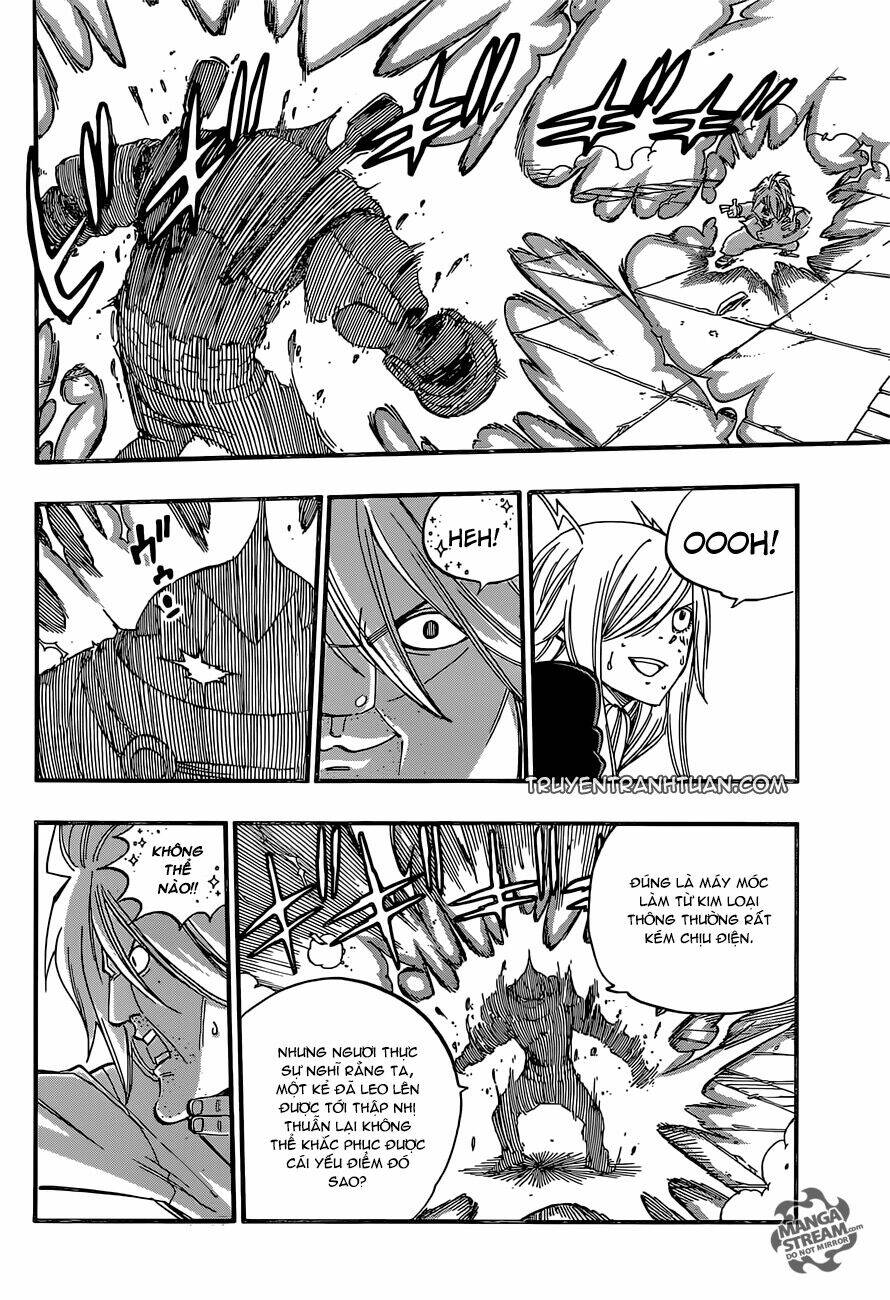 OOOH!
HEH!
TRUYENTRANHTUAN.COM
ĐÚNG LÀ MÁY MÓC
LÀM TỪ KIM LOẠI
THÔNG THƯỜNG RẤT
KÉM CHỊU ĐIỆN.
NHƯNG NGƯƠI THỰC
SỰ NGHĨ RẰNG TA,
MỘT KẺ ĐÃ LEO LÊN
ĐƯỢC TỚI THẬP NHỊ
THUẪN LẠI KHÔNG
THỂ KHẮC PHỤC ĐƯỢC
CÁI YẾU ĐIỂM ĐÓ
SAO?
KHÔNG
THỂ
NÀO!!
MANGA
STREAM.com
DO NOT MIRROR